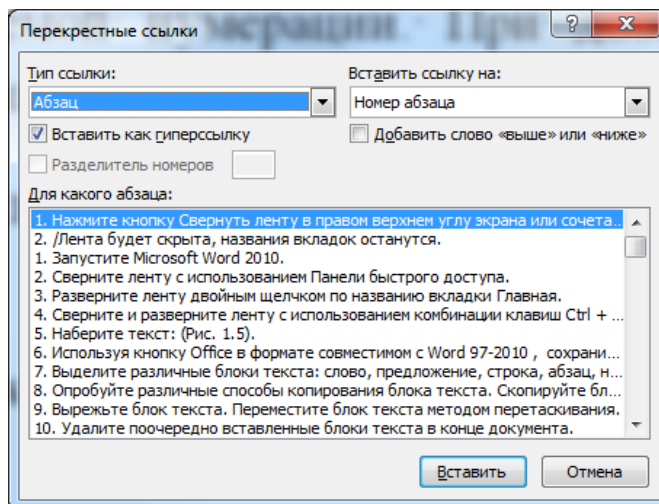 нумерации. При
Перекрестные ссылки
Тип ссылки:
Вставить ссылку на:
Абзац
Номер абзаца
Вставить как гиперссылку
Добавить слово «выше» или «ниже»
Разделитель номеров
Для какого абзаца:
1. Нажмите кнопку Свернуть ленту в правом верхнем углу экрана или сочета...
2. /Лента будет скрыта, названия вкладок останутся.
1. Запустите Microsoft Word 2010.
2. Сверните ленту с использованием Панели быстрого доступа.
3. Разверните ленту двойным щелчком по названию вкладки Главная.
4. Сверните и разверните ленту с использованием комбинации клавиш Ctrl + ...
5. Наберите текст: (Рис. 1.5).
6. Используя кнопку Office в формате совместимом с Word 97-2010 , сохрани...
7. Выделите различные блоки текста: слово, предложение, строка, абзац, н...
8. Опробуйте различные способы копирования блока текста. Скопируйте бл...
9. Вырежьте блок текста. Переместите блок текста методом перетаскивания.
10. Удалите поочередно вставленные блоки текста в конце документа.
Вставить
Отмена